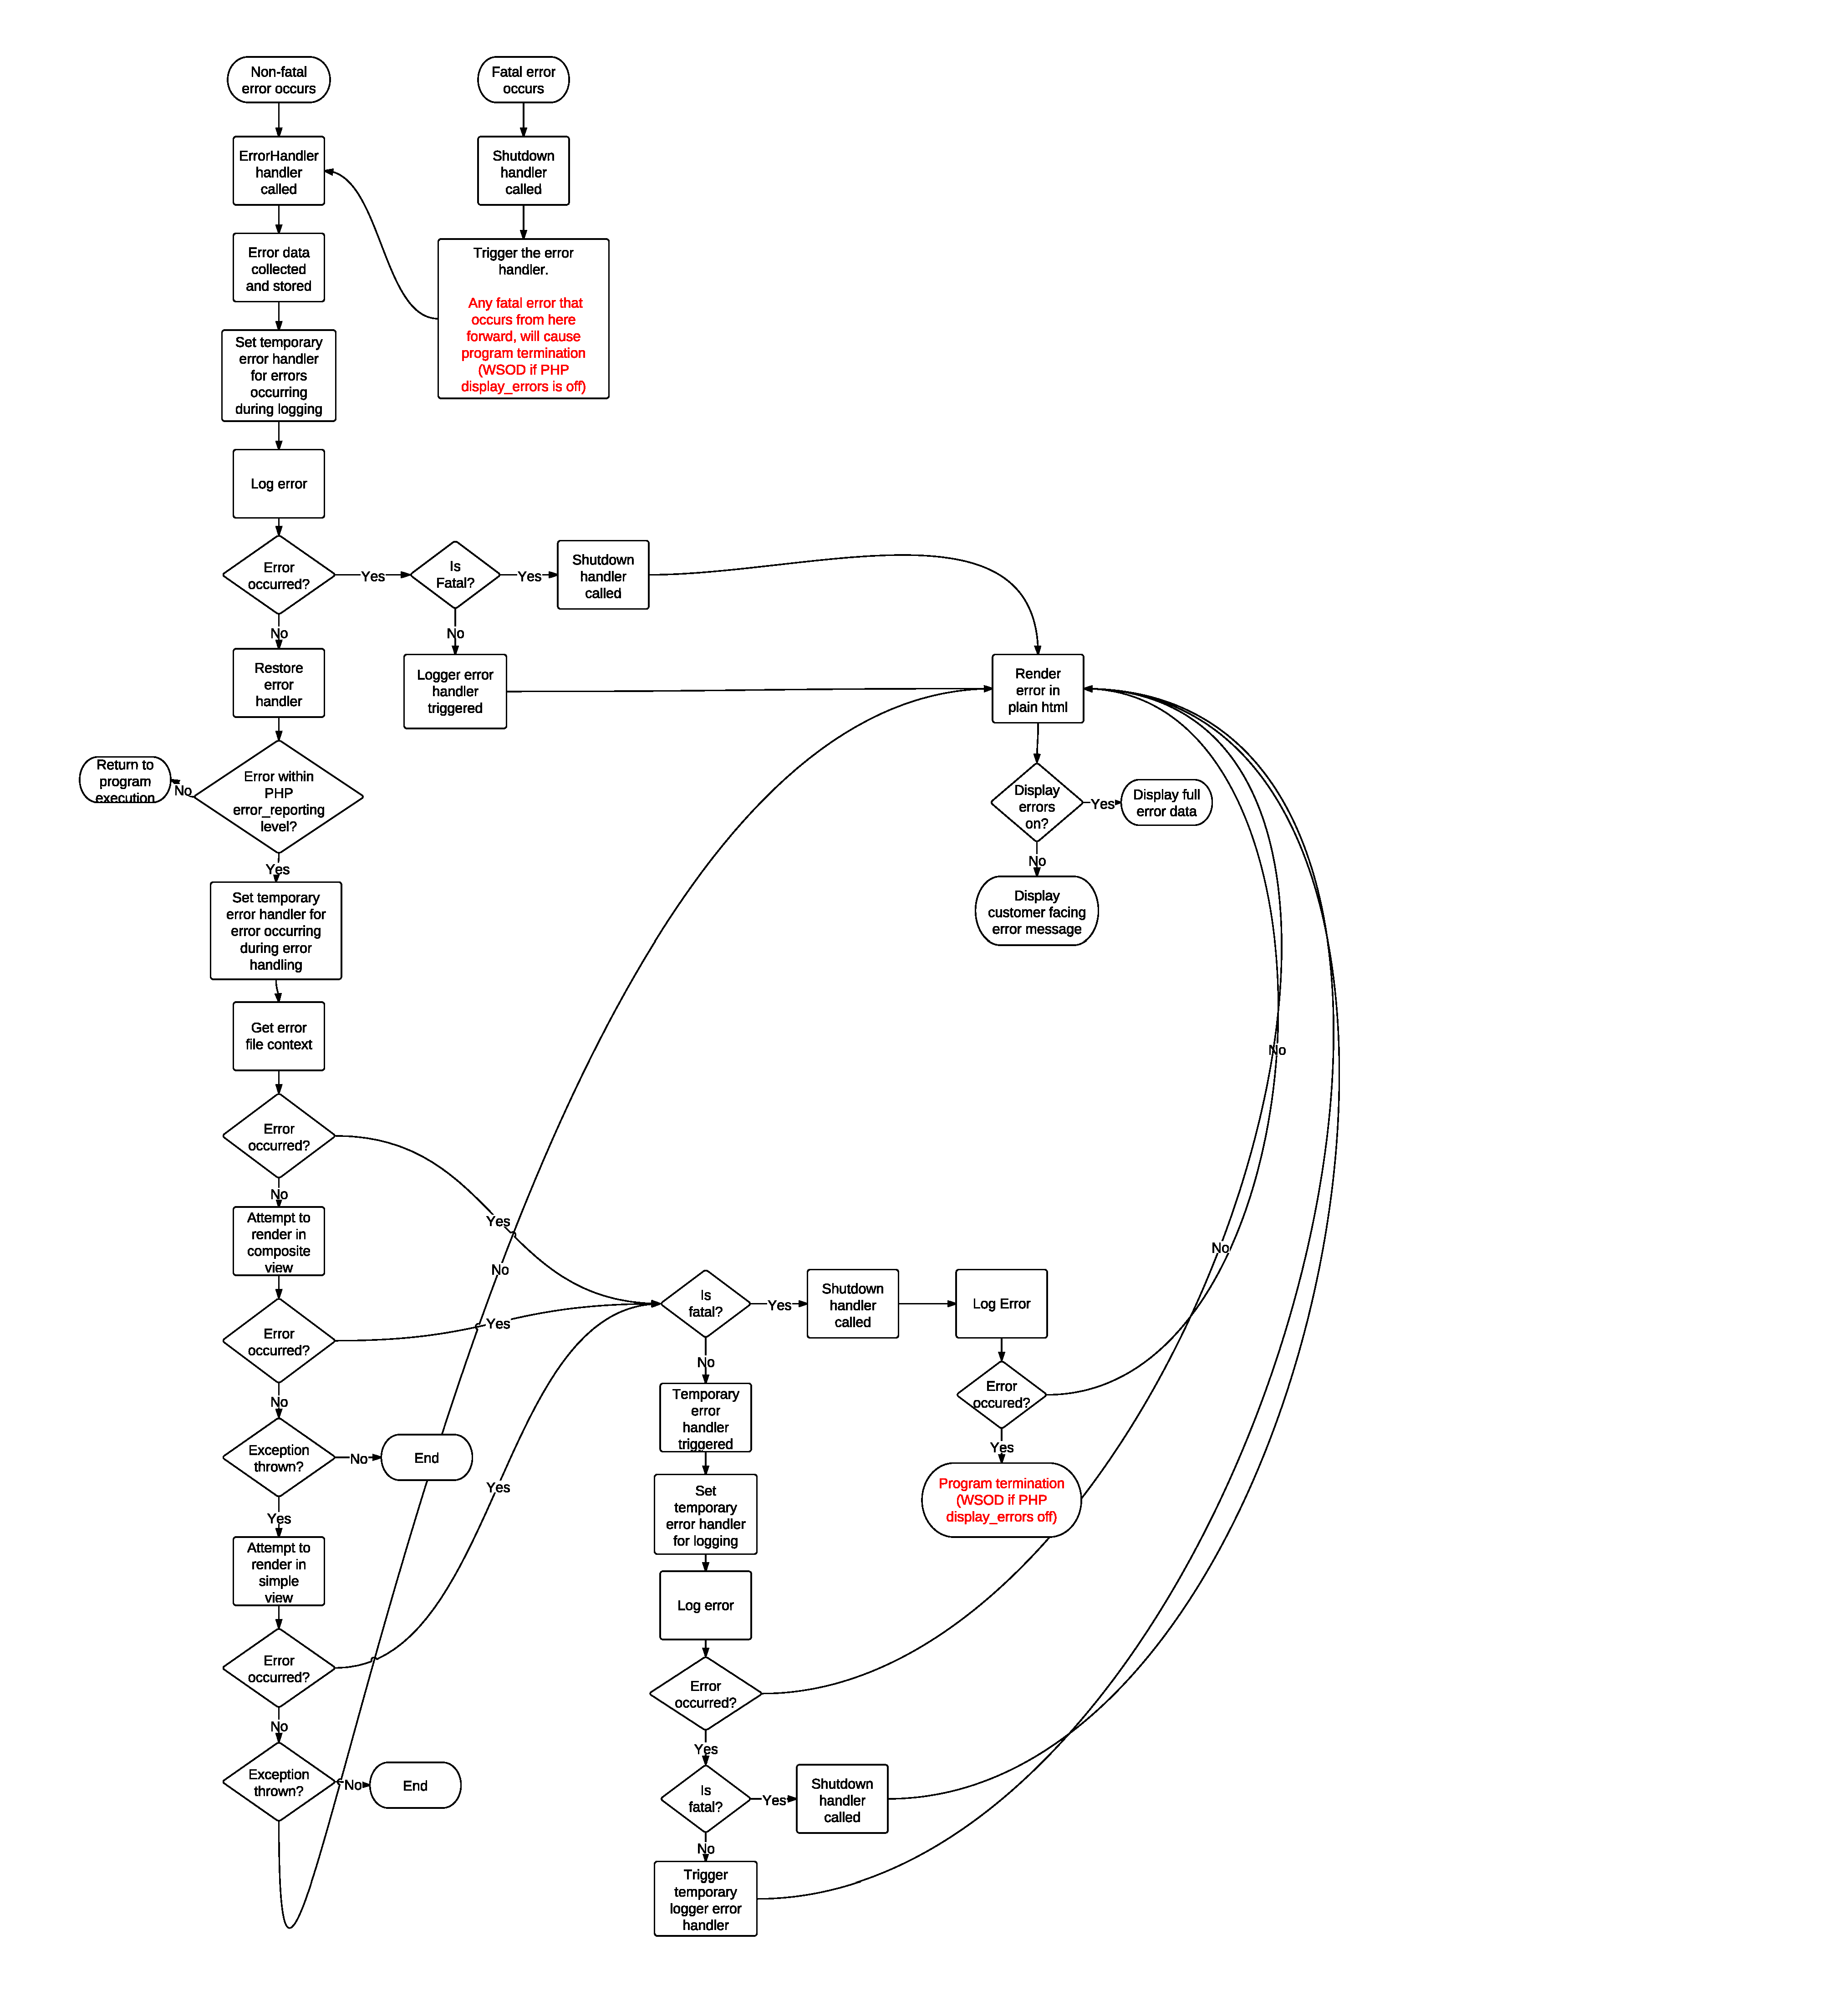 Non-fatal
error occurs
Fatal error
occurs
ErrorHandler
handler
called
Shutdown
handler
called
Error data
collected
and stored
Trigger the error
handler.
Any fatal error that
occurs from here
forward, will cause
program termination
(WSOD if PHP
display_errors is off)
Set temporary
error handler
for errors
occurring
during logging
Log error
Error
occurred?
Yes
Is
Fatal?
Yes
Shutdown
handler
called
No
No
Restore
error
handler
Logger error
handler
triggered
Render
error in
plain html
Return to
program
execution
No
Error within
PHP
error_reporting
level?
Display
errors
on?
Yes
Display full
error data
Yes
No
Set temporary
error handler for
error occurring
during error
handling
Display
customer facing
error message
Get error
file context
No
Error
occurred?
No
Yes
Attempt to
render in
composite
view
No
No
Is
fatal?
Yes
Shutdown
handler
called
Log Error
Error
occurred?
Yes
No
No
Temporary
error
handler
triggered
Error
occured?
Exception
thrown?
No
End
Yes
Yes
Yes
Program termination
(WSOD if PHP
display_errors off)
Set
temporary
error handler
for logging
Attempt to
render in
simple
view
Log error
Error
occurred?
Error
occurred?
No
Yes
Exception
thrown?
No
End
Is
fatal?
Yes
Shutdown
handler
called
No
Trigger
temporary
logger error
handler